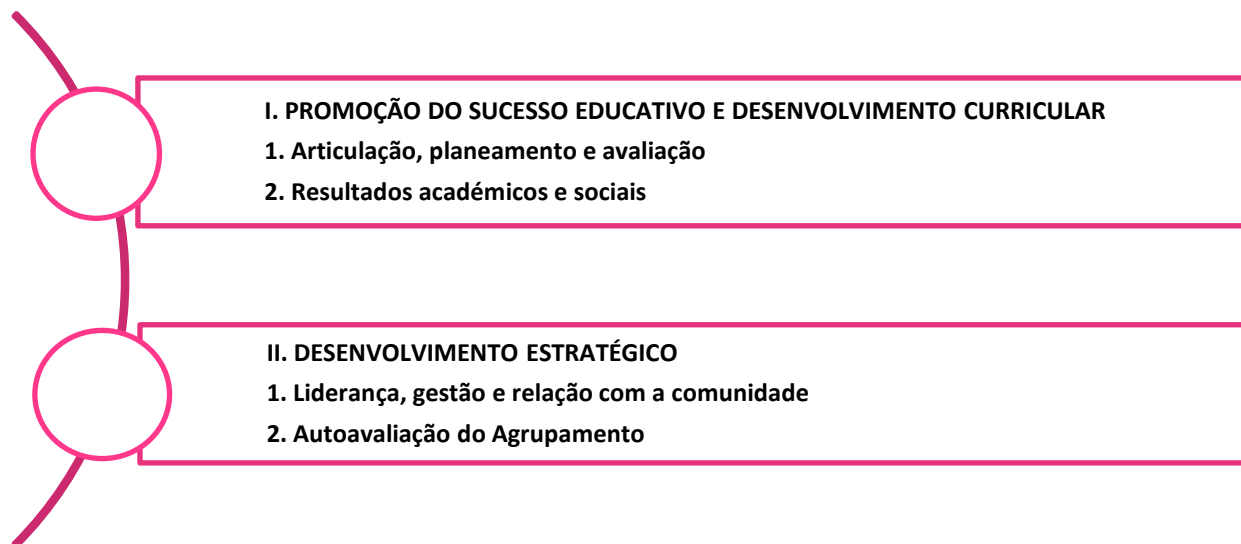 I. PROMOÇÃO DO SUCESSO EDUCATIVO E DESENVOLVIMENTO CURRICULAR
1. Articulação, planeamento e avaliação
2. Resultados académicos e sociais
II. DESENVOLVIMENTO ESTRATÉGICO
1. Liderança, gestão e relação com a comunidade
2. Autoavaliação do Agrupamento